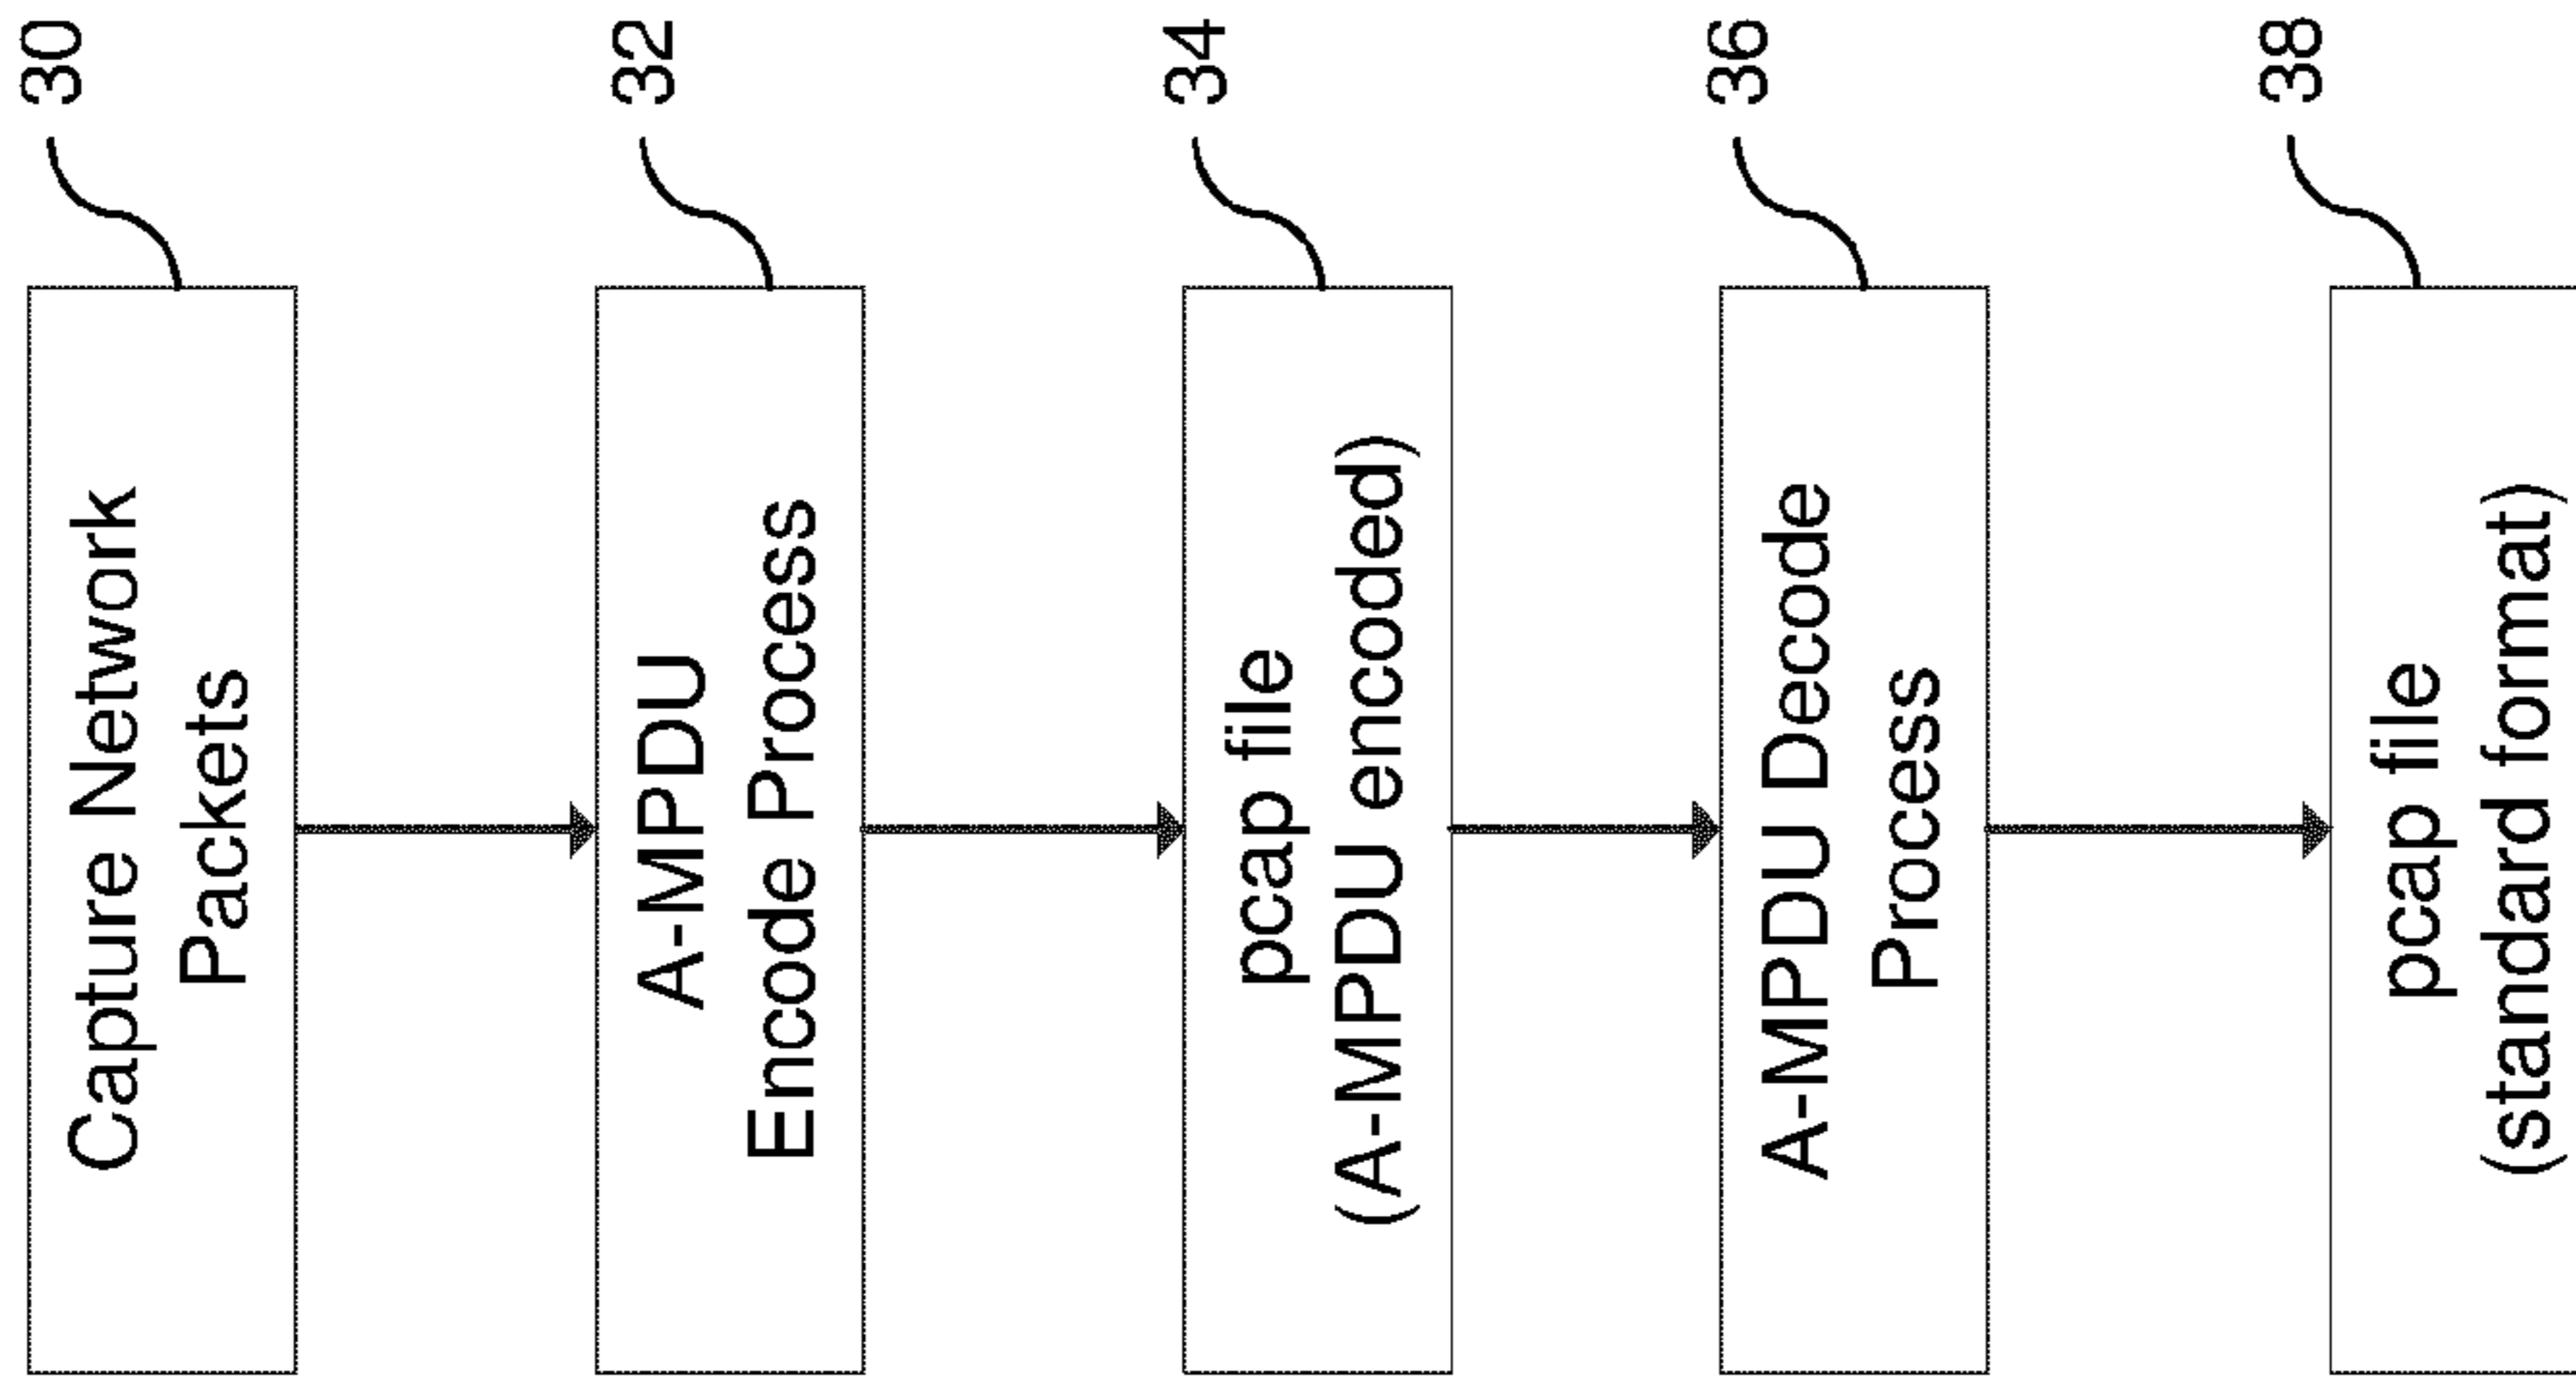 30
Capture Network
Packets
32
A-MPDU
Encode Process
34
pcap file
(A-MPDU encoded)
36
A-MPDU Decode
Process
38
pcap file
(standard format)